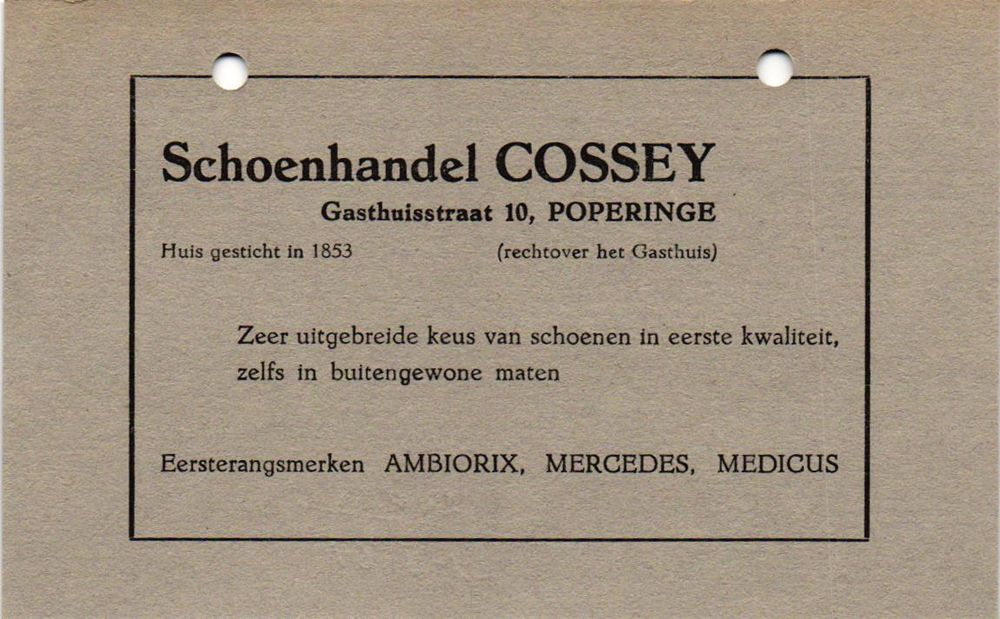 Schoenhandel COSSEY
Gasthuisstraat 10, POPERINGE
Huis gesticht in 1853 (rechtover het Gasthuis)
Zeer uitgebreide keus van schoenen in eerste kwaliteit,
zelfs in buitengewone maten
Eersterangsmerken AMBIORIX, MERCEDES, MEDICUS